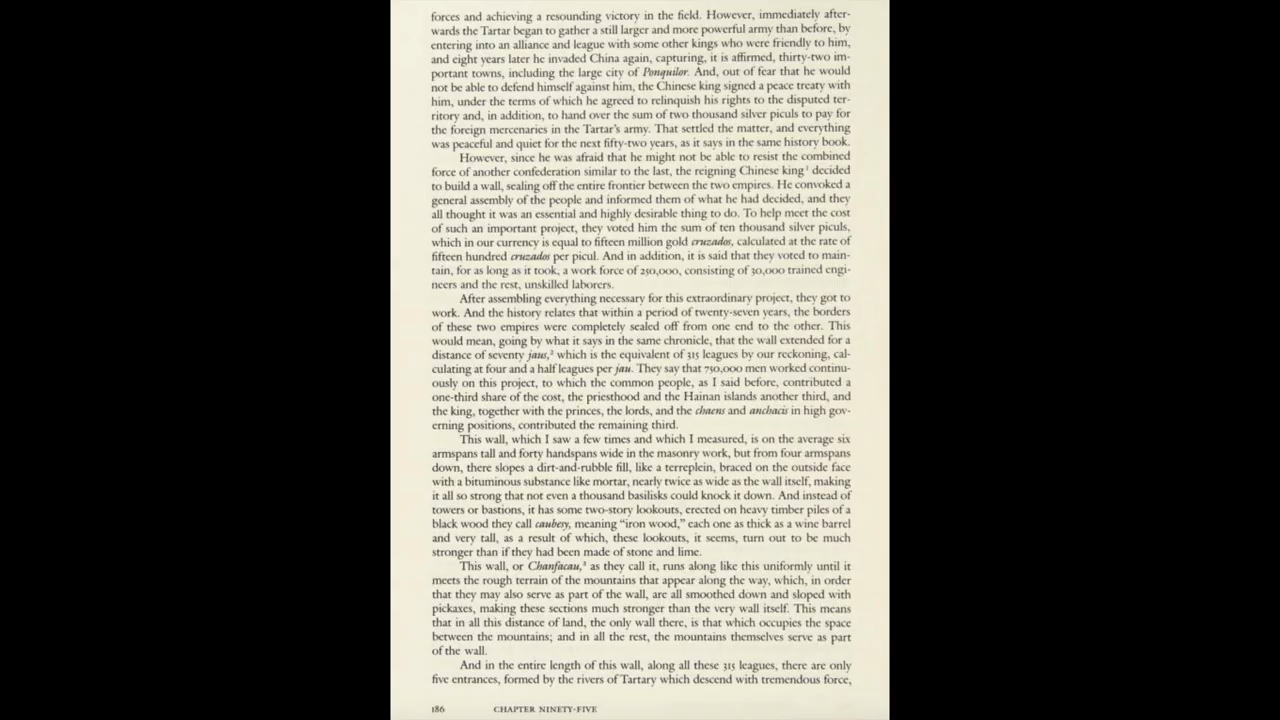 forces and achieving a resounding victory in the field. However, immediately after-
wards the Tartar began to gather a still larger and more powerful army than before, by
entering into an alliance and league with some other kings who were friendly to him,
and eight years later he invaded China again, capturing, it is affirmed, thirty-two im-
portant towns, including the large city of Ponquilor. And, out of fear that he would
not be able to defend himself against him, the Chinese king signed a peace treaty with
him, under the terms of which he agreed to relinquish his rights to the disputed ter-
ritory and, in addition, to hand over the sum of two thousand silver piculs to pay for
the foreign mercenaries in the Tartar's army. That settled the matter, and everything
was peaceful and quiet for the next fifty-two years, as it says in the same history book.
However, since he was afraid that he might not be able to resist the combined
force of another confederation similar to the last, the reigning Chinese king¹ decided
to build a wall, sealing off the entire frontier between the two empires. He convoked a
general assembly of the people and informed them of what he had decided, and they
all thought it was an essential and highly desirable thing to do. To help meet the cost
of such an important project, they voted him the sum of ten thousand silver piculs,
which in our currency is equal to fifteen million gold cruzados, calculated at the rate of
fifteen hundred cruzados per picul. And in addition, it is said that they voted to main-
tain, for as long as it took, a work force of 250,000, consisting of 30,000 trained engi-
neers and the rest, unskilled laborers.
After assembling everything necessary for this extraordinary project, they got to
work. And the history relates that within a period of twenty-seven years, the borders
of these two empires were completely sealed off from one end to the other. This
would mean, going by what it says in the same chronicle, that the wall extended for a
distance of seventy jaus,² which is the equivalent of 315 leagues by our reckoning, cal-
culating at four and a half leagues per jau. They say that 750,000 men worked continu-
ously on this project, to which the common people, as I said before, contributed a
one-third share of the cost, the priesthood and the Hainan islands another third, and
the king, together with the princes, the lords, and the chaens and anchacis in high gov-
erning positions, contributed the remaining third.
This wall, which I saw a few times and which I measured, is on the average six
armspans tall and forty handspans wide in the masonry work, but from four armspans
down, there slopes a dirt-and-rubble fill, like a terreplein, braced on the outside face
with a bituminous substance like mortar, nearly twice as wide as the wall itself, making
it all so strong that not even a thousand basilisks could knock it down. And instead of
towers or bastions, it has some two-story lookouts, erected on heavy timber piles of a
black wood they call caubesy, meaning “iron wood,” each one as thick as a wine barrel
and very tall, as a result of which, these lookouts, it seems, turn out to be much
stronger than if they had been made of stone and lime.
This wall, or Chanfacau,³ as they call it, runs along like this uniformly until it
meets the rough terrain of the mountains that appear along the way, which, in order
that they may also serve as part of the wall, are all smoothed down and sloped with
pickaxes, making these sections much stronger than the very wall itself. This means
that in all this distance of land, the only wall there, is that which occupies the space
between the mountains; and in all the rest, the mountains themselves serve as part
of the wall.
And in the entire length of this wall, along all these 315 leagues, there are only
five entrances, formed by the rivers of Tartary which descend with tremendous force,
186 CHAPTER NINETY-FIVE